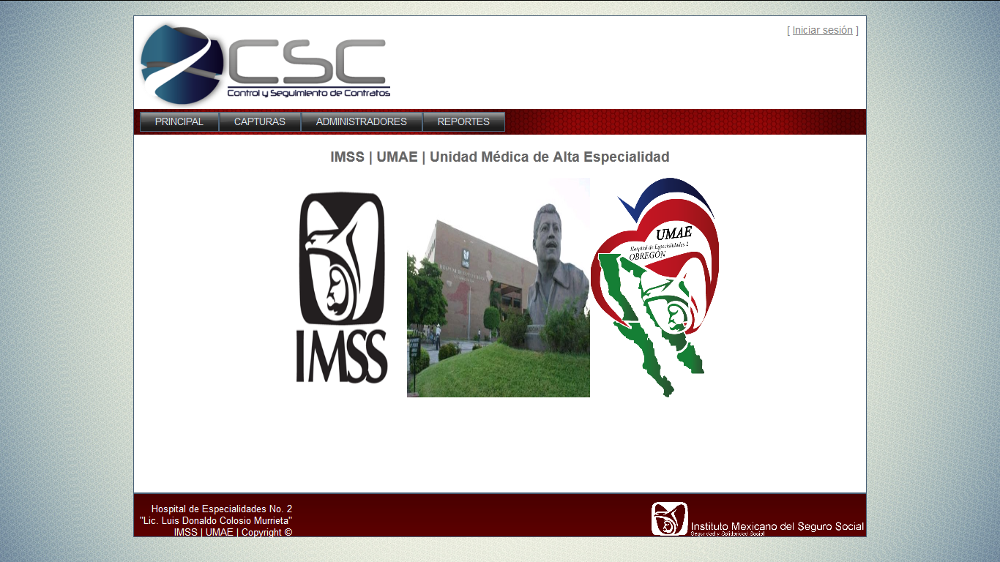 CSC
Control y Seguimiento de Contratos
[ Iniciar sesión ]
PRINCIPAL CAPTURAS ADMINISTRADORES REPORTES
IMSS | UMAE | Unidad Médica de Alta Especialidad
IMSS
UMAE
Hospital de Especialidades 2
OBREGÓN
Hospital de Especialidades No. 2
"Lic. Luis Donaldo Colosio Murrieta"
IMSS | UMAE | Copyright ©
Instituto Mexicano del Seguro Social
Seguridad y Solidaridad Social